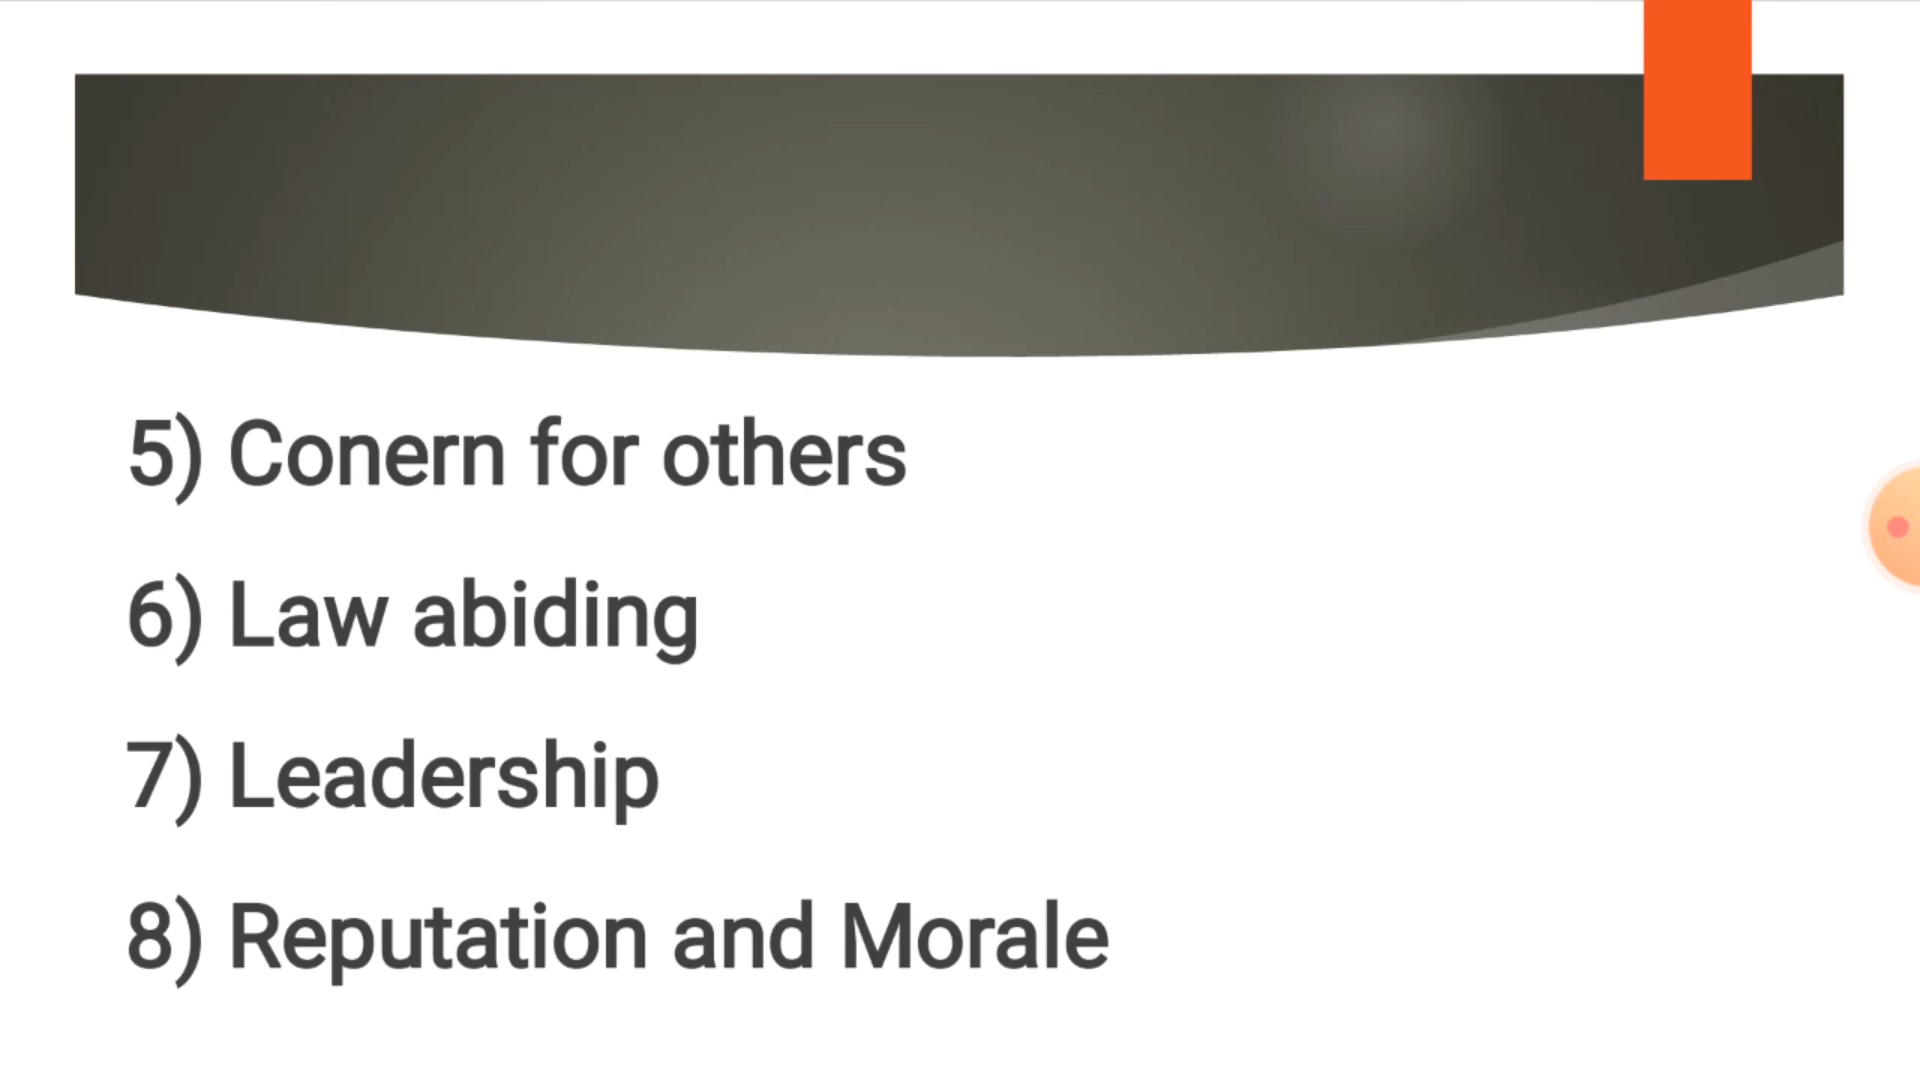 5) Conern for others
6) Law abiding
7) Leadership
8) Reputation and Morale